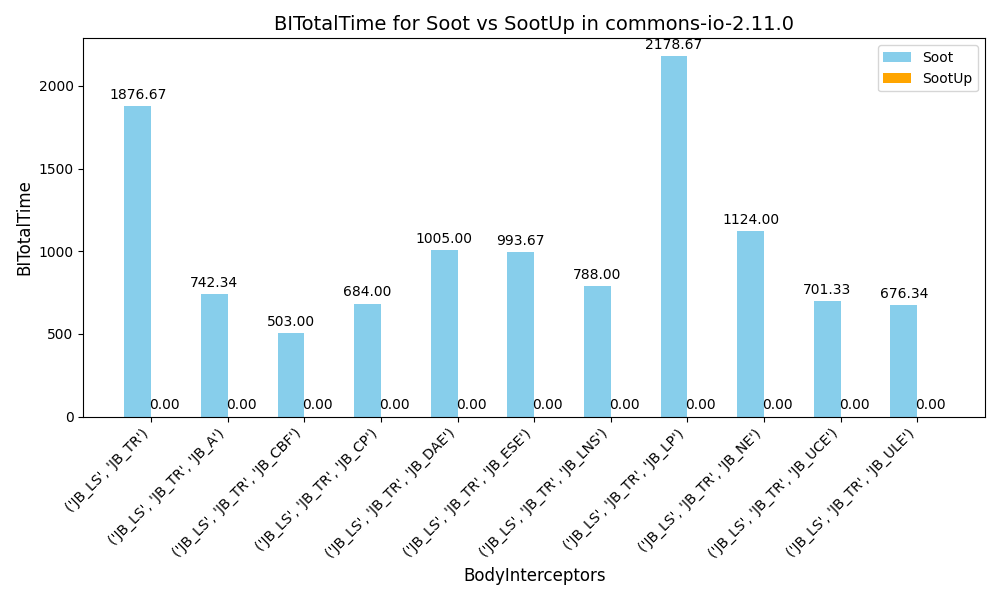 BITotalTime for Soot vs SootUp in commons-io-2.11.0
Soot
SootUp
BITotalTime
2000
1500
1000
500
0
1876.67
0.00
742.34
0.00
503.00
0.00
684.00
0.00
1005.00
0.00
993.67
0.00
788.00
0.00
2178.67
0.00
1124.00
0.00
701.33
0.00
676.34
0.00
('JB_LS', 'JB_TR')
('JB_LS', 'JB_TR', 'JB_A')
('JB_LS', 'JB_TR', 'JB_CBF')
('JB_LS', 'JB_TR', 'JB_CP')
('JB_LS', 'JB_TR', 'JB_DAE')
('JB_LS', 'JB_TR', 'JB_ESE')
('JB_LS', 'JB_TR', 'JB_LNS')
('JB_LS', 'JB_TR', 'JB_LP')
('JB_LS', 'JB_TR', 'JB_NE')
('JB_LS', 'JB_TR', 'JB_UCE')
('JB_LS', 'JB_TR', 'JB_ULE')
BodyInterceptors